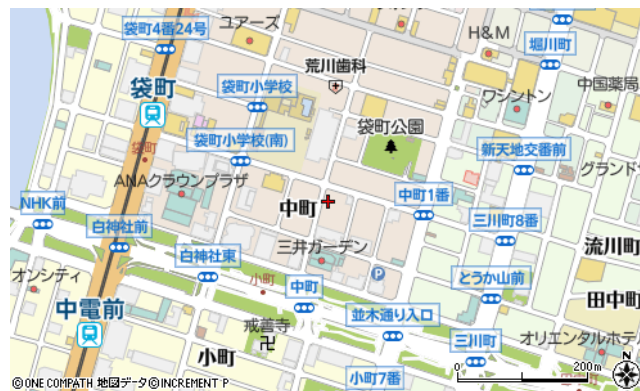 袋町4番24号
ユアーズ
H&M
堀川町
荒川歯科
袋町
袋町小学校
ワシントン
中国薬局
袋町公園
袋町小学校(南)
袋町
新天地交番前
グランド
ANAクラウンプラザ
NHK前
中町
中町1番
白神社前
三川町8番
流川町
三井ガーデン
白神社東
オンシティ
小町
P
とうか山前
田中町
中電前
中町
並木通り入口
戒善寺
小町
三川町
オリエンタルホテ
小町7番
0
200m
©ONE COMPATH 地図データ©INCREMENT P